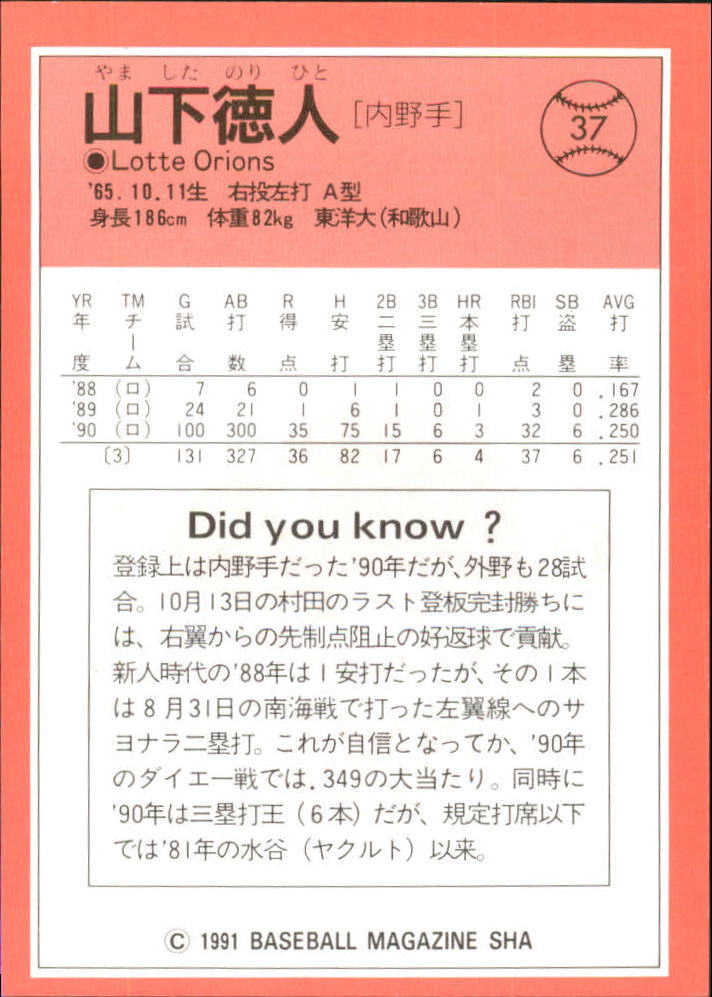 やま した のり ひと
山下徳人 [内野手]
37
●Lotte Orions
'65.10.11生 右投左打 A型
身長186cm 体重82kg 東洋大(和歌山)
YR TM G AB R H 2B 3B HR RBI SB AVG
年度 チーム 試合 打数 得点 安打 二塁打 三塁打 本塁打 打点 盗塁 打率
'88 (ロ) 7 6 0 1 1 0 0 2 0 .167
'89 (ロ) 24 21 1 6 1 0 1 3 0 .286
'90 (ロ) 100 300 35 75 15 6 3 32 6 .250
〔3〕 131 327 36 82 17 6 4 37 6 .251
Did you know ?
登録上は内野手だった'90年だが、外野も28試
合。10月13日の村田のラスト登板完封勝ちに
は、右翼からの先制点阻止の好返球で貢献。
新人時代の'88年は1安打だったが、その1本
は8月31日の南海戦で打った左翼線へのサ
ヨナラ二塁打。これが自信となってか、'90年
のダイエー戦では.349の大当たり。同時に
'90年は三塁打王(6本)だが、規定打席以下
では'81年の水谷(ヤクルト)以来。
© 1991 BASEBALL MAGAZINE SHA